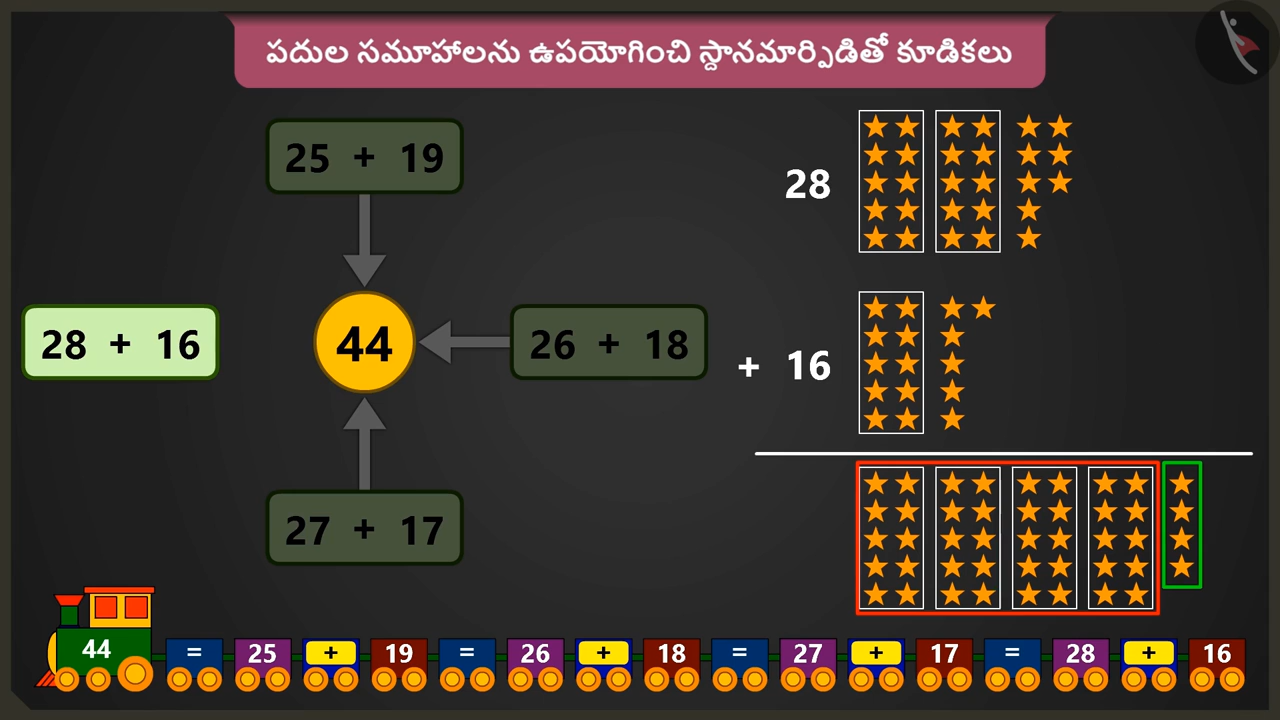 పదుల సమూహాలను ఉపయోగించి స్దానమార్పిడితో కూడికలు
25 + 19
28
28 + 16
44
26 + 18
+ 16
27 + 17
44 = 25 + 19 = 26 + 18 = 27 + 17 = 28 + 16